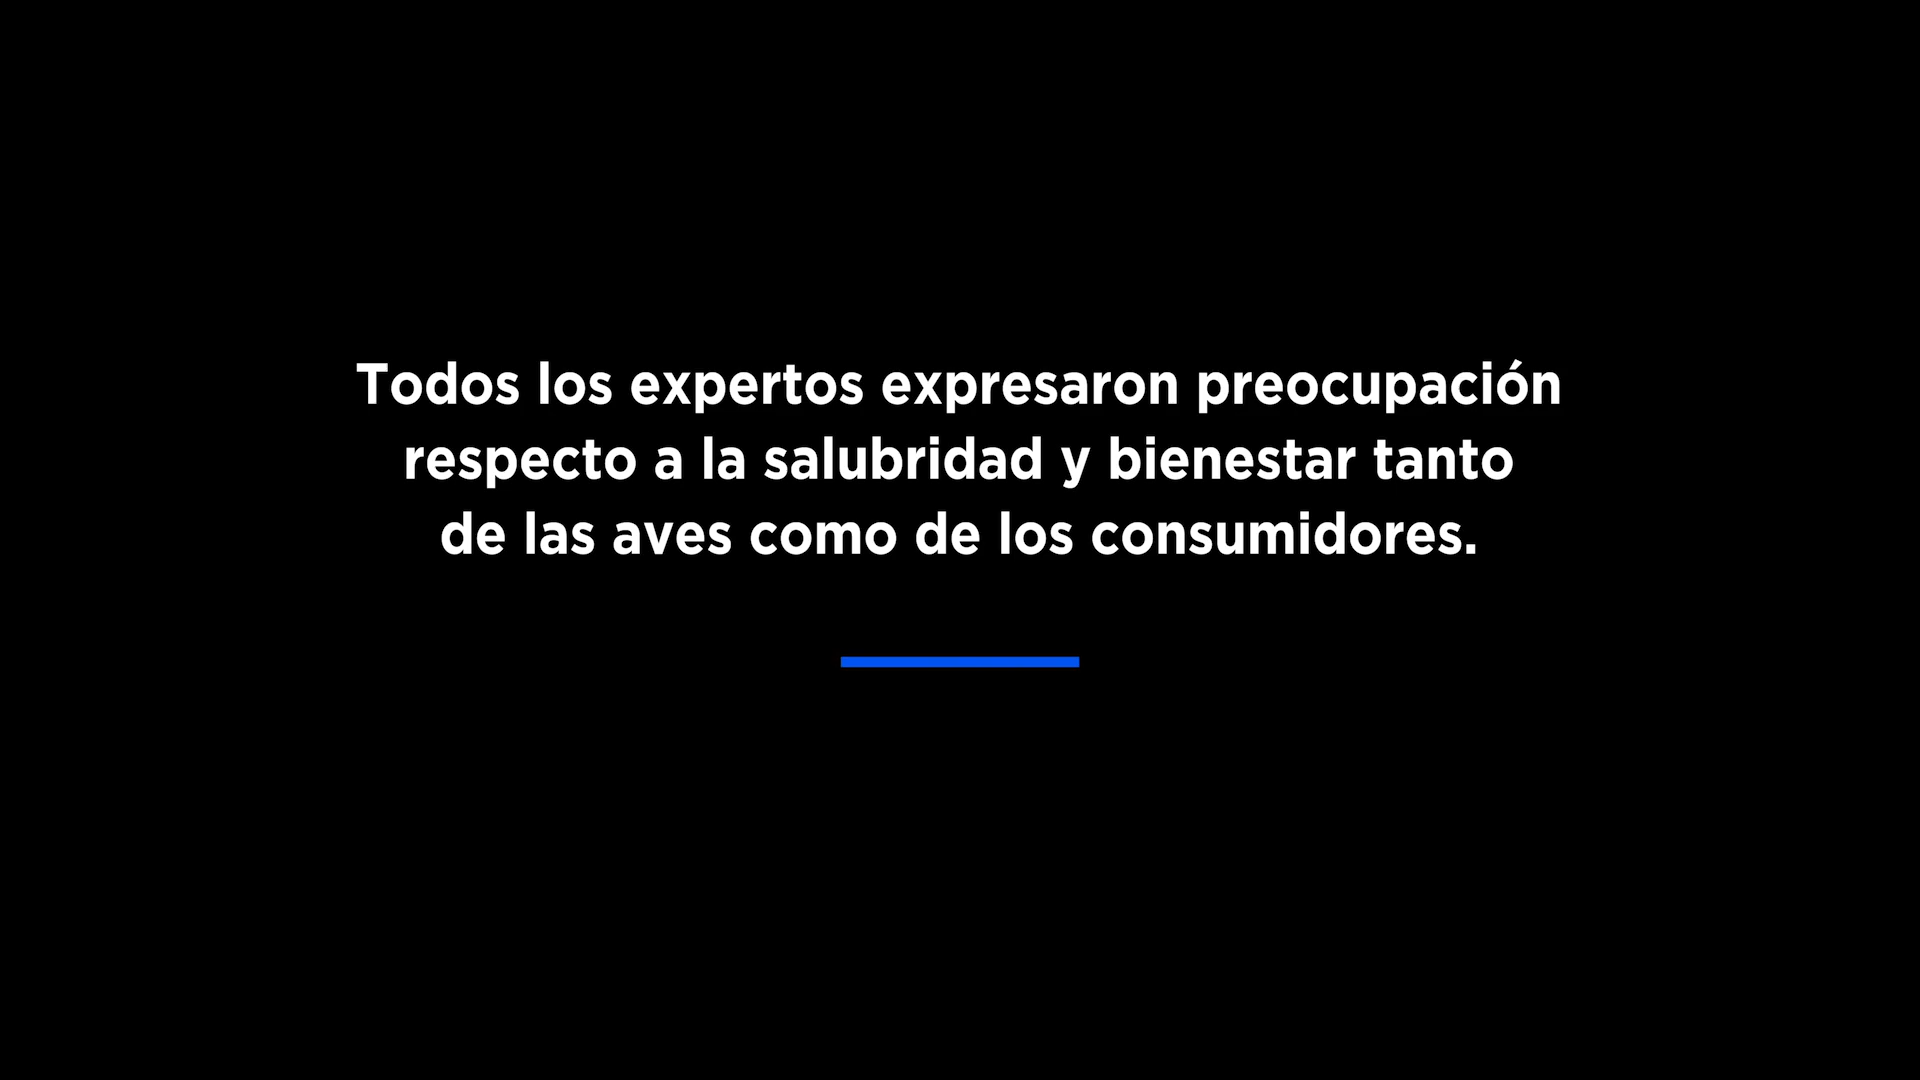 Todos los expertos expresaron preocupación
respecto a la salubridad y bienestar tanto
de las aves como de los consumidores.